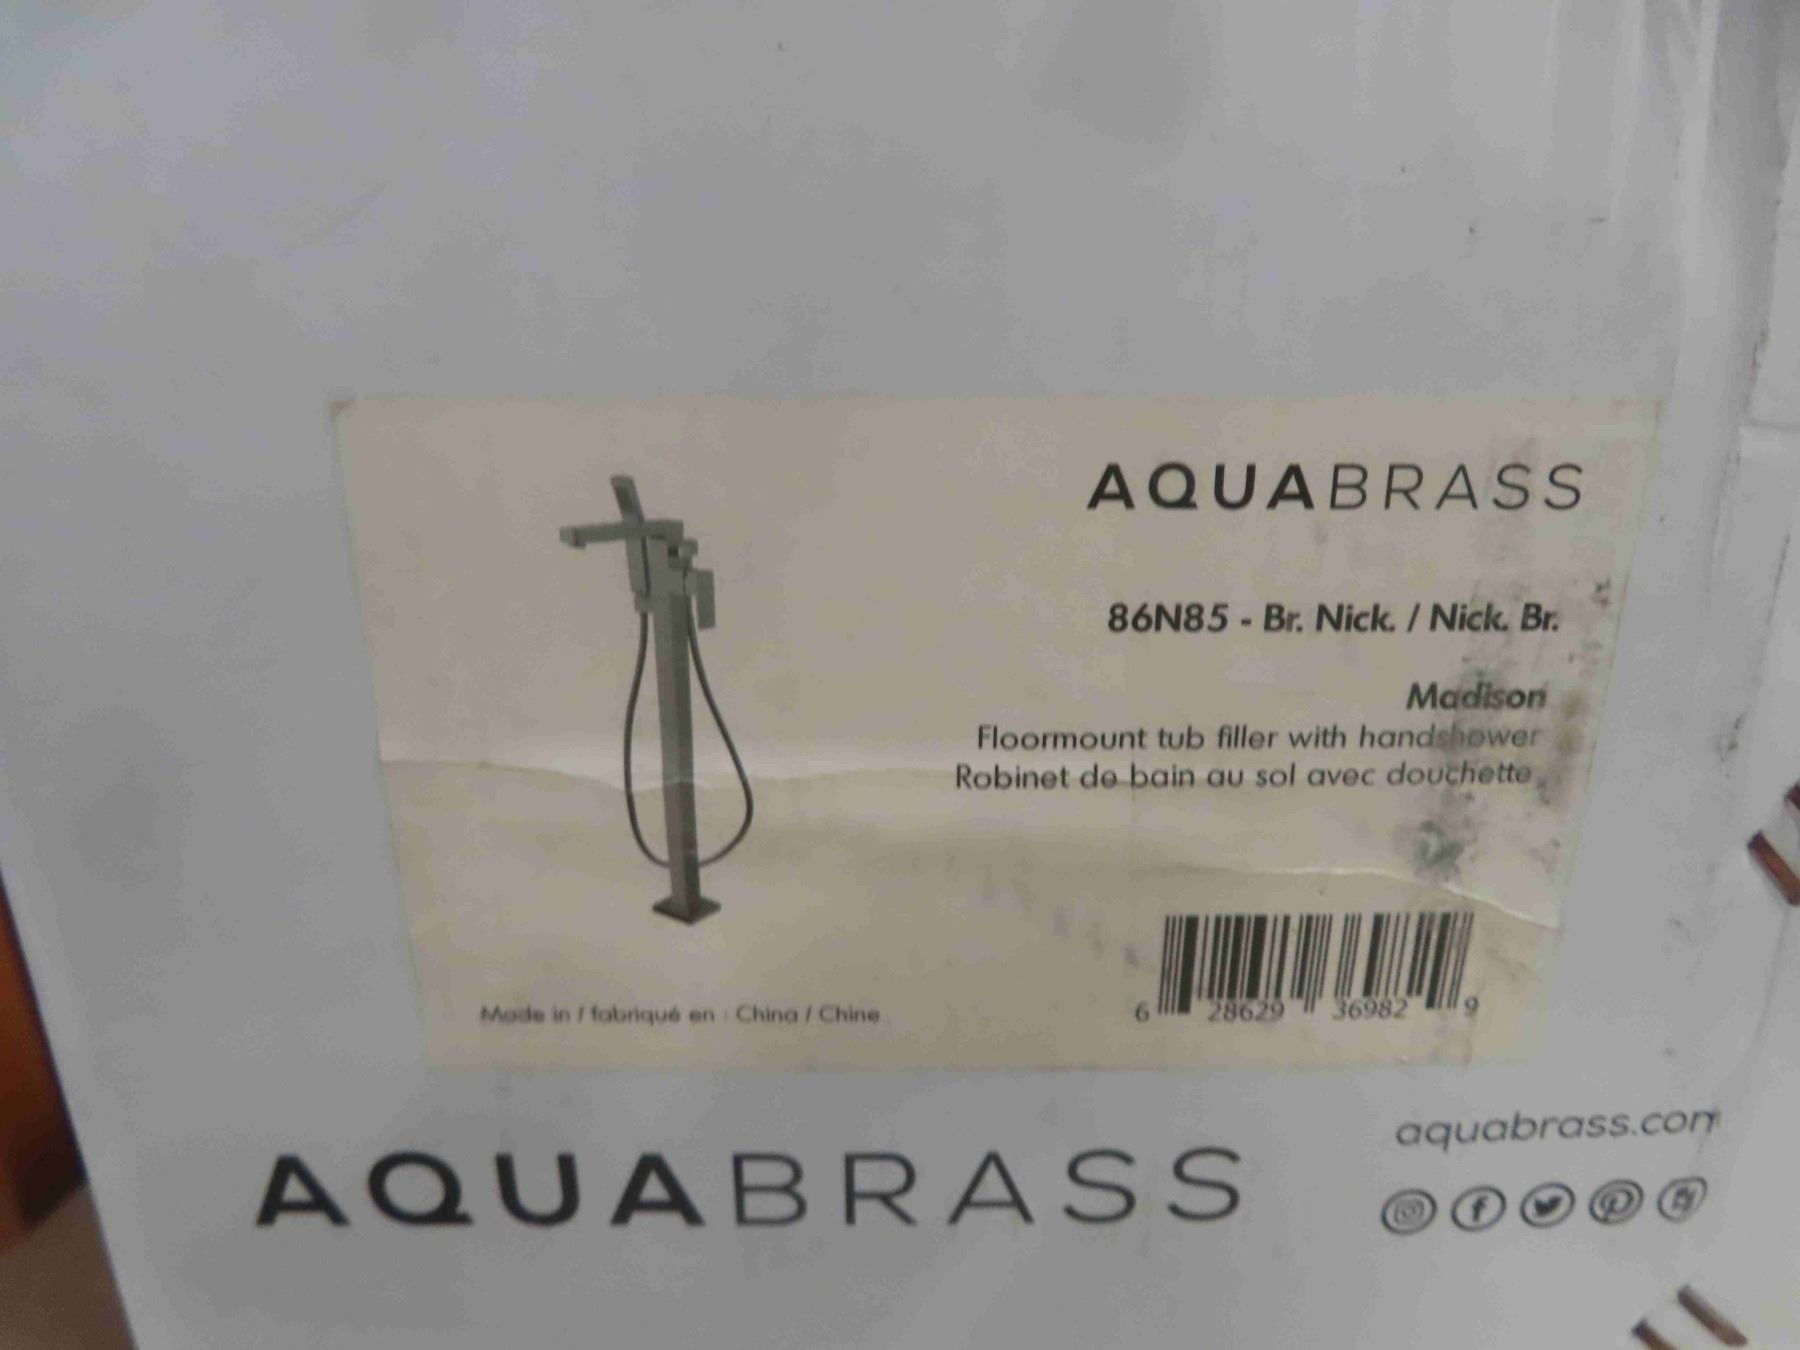 AQUABRASS
86N85 - Br. Nick. / Nick. Br.
Madison
Floormount tub filler with handshower
Robinet de bain au sol avec douchette
Made in / fabriqué en : China / Chine
6 28629 36982 9
aquabrass.com
AQUABRASS